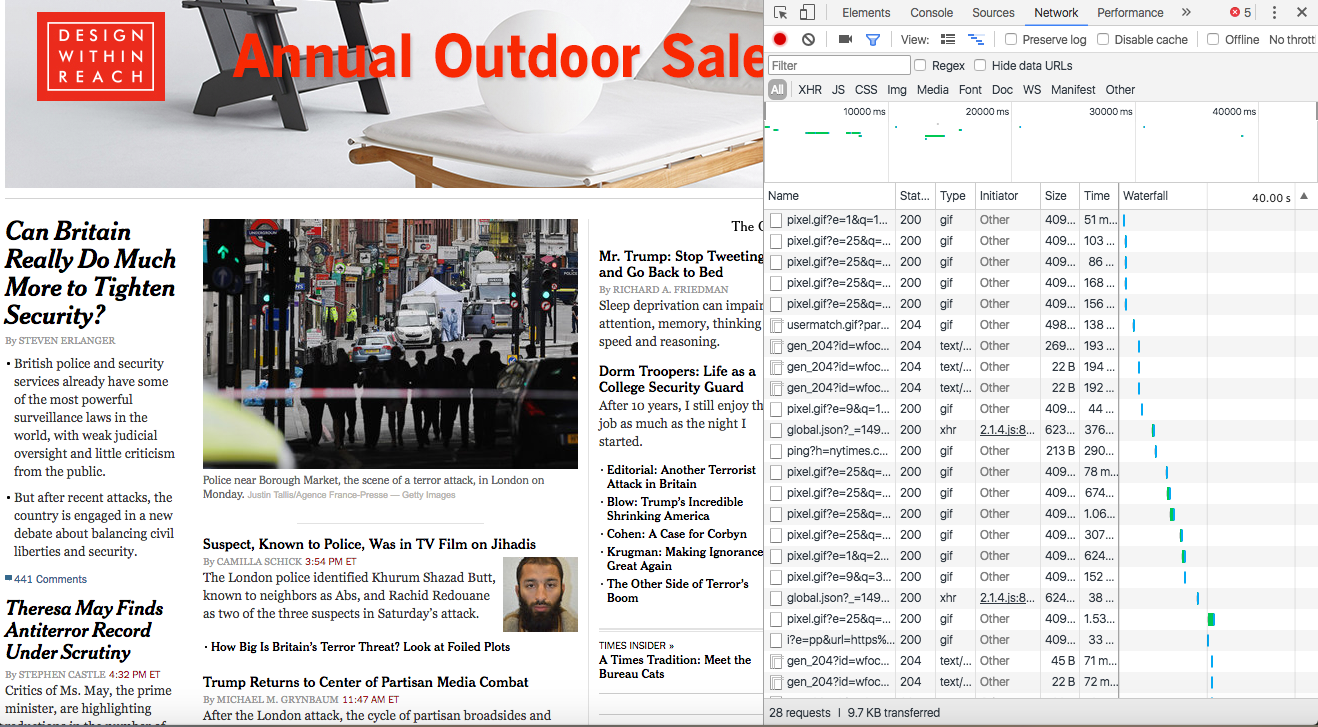 DESIGN
WITHIN
REACH
Annual Outdoor Sale
Can Britain
Really Do Much
More to Tighten
Security?
By STEVEN ERLANGER
• British police and security
services already have some
of the most powerful
surveillance laws in the
world, with weak judicial
oversight and little criticism
from the public.
• But after recent attacks, the
country is engaged in a new
debate about balancing civil
liberties and security.
441 Comments
Theresa May Finds
Antiterror Record
Under Scrutiny
By STEPHEN CASTLE 4:32 PM ET
Critics of Ms. May, the prime
minister, are highlighting
reductions in the number of
UNDERGROUND
Police near Borough Market, the scene of a terror attack, in London on
Monday. Justin Tallis/Agence France-Presse — Getty Images
Suspect, Known to Police, Was in TV Film on Jihadis
By CAMILLA SCHICK 3:54 PM ET
The London police identified Khurum Shazad Butt,
known to neighbors as Abs, and Rachid Redouane
as two of the three suspects in Saturday's attack.
• How Big Is Britain's Terror Threat? Look at Foiled Plots
Trump Returns to Center of Partisan Media Combat
By MICHAEL M. GRYNBAUM 11:47 AM ET
After the London attack, the cycle of partisan broadsides and
The
Mr. Trump: Stop Tweeting
and Go Back to Bed
By RICHARD A. FRIEDMAN
Sleep deprivation can impair
attention, memory, thinking
speed and reasoning.
Dorm Troopers: Life as a
College Security Guard
After 10 years, I still enjoy th
job as much as the night I
started.
• Editorial: Another Terrorist
Attack in Britain
• Blow: Trump's Incredible
Shrinking America
• Cohen: A Case for Corbyn
• Krugman: Making Ignorance
Great Again
• The Other Side of Terror's
Boom
TIMES INSIDER »
A Times Tradition: Meet the
Bureau Cats
Elements Console Sources Network Performance » 5
View: Preserve log Disable cache Offline No thrott
Filter Regex Hide data URLs
All XHR JS CSS Img Media Font Doc WS Manifest Other
10000 ms 20000 ms 30000 ms 40000 ms
Name Stat... Type Initiator Size Time Waterfall 40.00 s
pixel.gif?e=1&q=1... 200 gif Other 409... 51 m...
pixel.gif?e=25&q=... 200 gif Other 409... 103 ...
pixel.gif?e=25&q=... 200 gif Other 409... 86 ...
pixel.gif?e=25&q=... 200 gif Other 409... 168 ...
pixel.gif?e=25&q=... 200 gif Other 409... 156 ...
usermatch.gif?par... 204 gif Other 498... 138 ...
gen_204?id=wfoc... 204 text/... Other 269... 193 ...
gen_204?id=wfoc... 204 text/... Other 22 B 194 ...
gen_204?id=wfoc... 204 text/... Other 22 B 192 ...
pixel.gif?e=9&q=1... 200 gif Other 409... 44 ...
global.json?_=149... 200 xhr 2.1.4.js:8... 623... 376...
ping?h=nytimes.c... 200 gif Other 213 B 290...
pixel.gif?e=25&q=... 200 gif Other 409... 78 m...
pixel.gif?e=25&q=... 200 gif Other 409... 674...
pixel.gif?e=25&q=... 200 gif Other 409... 1.06...
pixel.gif?e=25&q=... 200 gif Other 409... 307...
pixel.gif?e=1&q=2... 200 gif Other 409... 624...
pixel.gif?e=9&q=3... 200 gif Other 409... 152 ...
global.json?_=149... 200 xhr 2.1.4.js:8... 624... 38 ...
pixel.gif?e=25&q=... 200 gif Other 409... 1.53...
i?e=pp&url=https%... 200 gif Other 409... 33 ...
gen_204?id=wfoc... 204 text/... Other 45 B 71 m...
gen_204?id=wfoc... 204 text/... Other 22 B 72 m...
28 requests | 9.7 KB transferred